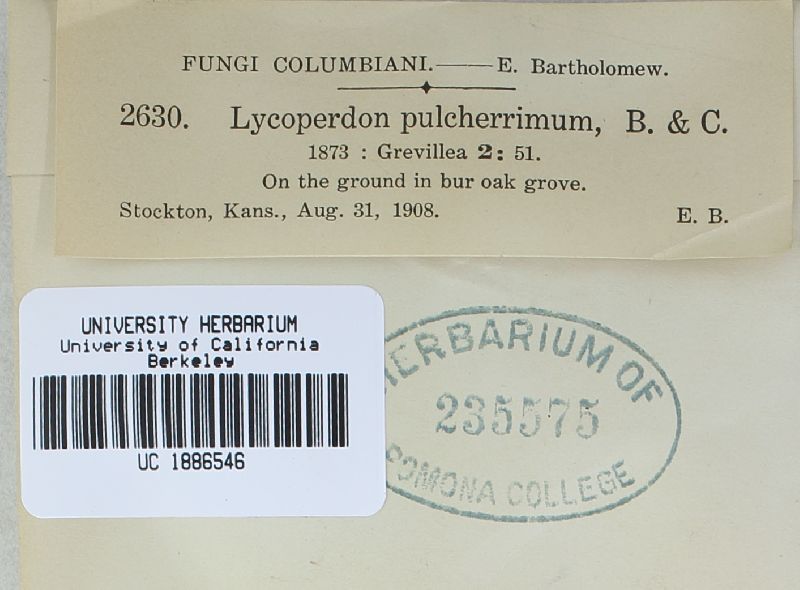 FUNGI COLUMBIANI.——E. Bartholomew.
2630. Lycoperdon pulcherrimum, B. & C.
1873 : Grevillea 2: 51.
On the ground in bur oak grove.
Stockton, Kans., Aug. 31, 1908. E. B.
UNIVERSITY HERBARIUM
University of California
Berkeley
UC 1886546
HERBARIUM OF
235575
POMONA COLLEGE